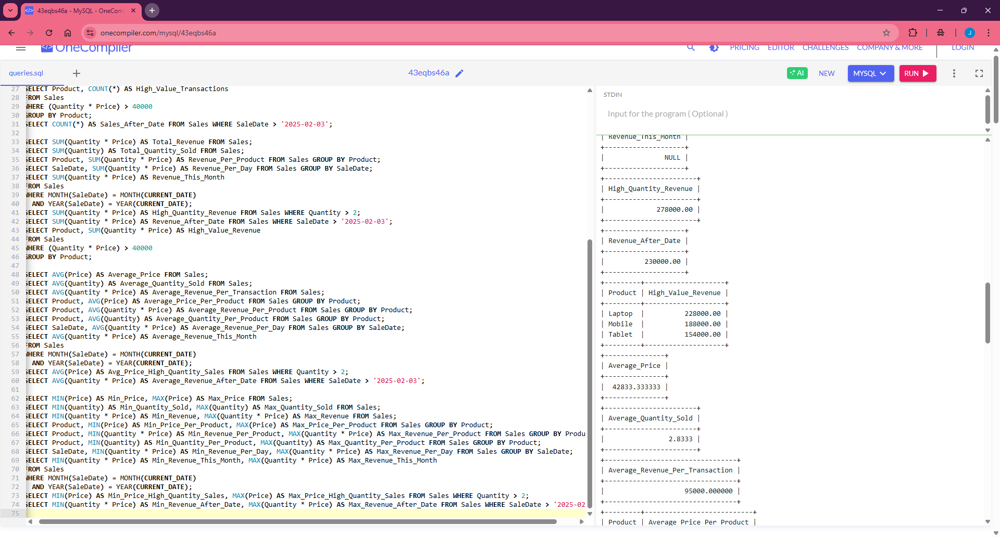 43eqbs46a - MySQL - OneCom
onecompiler.com/mysql/43eqbs46a
J
</> OneCompiler
PRICING EDITOR CHALLENGES COMPANY & MORE LOGIN
queries.sql
43eqbs46a
AI NEW MYSQL RUN
27 SELECT Product, COUNT(*) AS High_Value_Transactions
28 FROM Sales
29 WHERE (Quantity * Price) > 40000
30 GROUP BY Product;
31 SELECT COUNT(*) AS Sales_After_Date FROM Sales WHERE SaleDate > '2025-02-03';
32
33 SELECT SUM(Quantity * Price) AS Total_Revenue FROM Sales;
34 SELECT SUM(Quantity) AS Total_Quantity_Sold FROM Sales;
35 SELECT Product, SUM(Quantity * Price) AS Revenue_Per_Product FROM Sales GROUP BY Product;
36 SELECT SaleDate, SUM(Quantity * Price) AS Revenue_Per_Day FROM Sales GROUP BY SaleDate;
37 SELECT SUM(Quantity * Price) AS Revenue_This_Month
38 FROM Sales
39 WHERE MONTH(SaleDate) = MONTH(CURRENT_DATE)
40 AND YEAR(SaleDate) = YEAR(CURRENT_DATE);
41 SELECT SUM(Quantity * Price) AS High_Quantity_Revenue FROM Sales WHERE Quantity > 2;
42 SELECT SUM(Quantity * Price) AS Revenue_After_Date FROM Sales WHERE SaleDate > '2025-02-03';
43 SELECT Product, SUM(Quantity * Price) AS High_Value_Revenue
44 FROM Sales
45 WHERE (Quantity * Price) > 40000
46 GROUP BY Product;
47
48 SELECT AVG(Price) AS Average_Price FROM Sales;
49 SELECT AVG(Quantity) AS Average_Quantity_Sold FROM Sales;
50 SELECT AVG(Quantity * Price) AS Average_Revenue_Per_Transaction FROM Sales;
51 SELECT Product, AVG(Price) AS Average_Price_Per_Product FROM Sales GROUP BY Product;
52 SELECT Product, AVG(Quantity * Price) AS Average_Revenue_Per_Product FROM Sales GROUP BY Product;
53 SELECT Product, AVG(Quantity) AS Average_Quantity_Per_Product FROM Sales GROUP BY Product;
54 SELECT SaleDate, AVG(Quantity * Price) AS Average_Revenue_Per_Day FROM Sales GROUP BY SaleDate;
55 SELECT AVG(Quantity * Price) AS Average_Revenue_This_Month
56 FROM Sales
57 WHERE MONTH(SaleDate) = MONTH(CURRENT_DATE)
58 AND YEAR(SaleDate) = YEAR(CURRENT_DATE);
59 SELECT AVG(Price) AS Avg_Price_High_Quantity_Sales FROM Sales WHERE Quantity > 2;
60 SELECT AVG(Quantity * Price) AS Average_Revenue_After_Date FROM Sales WHERE SaleDate > '2025-02-03';
61
62 SELECT MIN(Price) AS Min_Price, MAX(Price) AS Max_Price FROM Sales;
63 SELECT MIN(Quantity) AS Min_Quantity_Sold, MAX(Quantity) AS Max_Quantity_Sold FROM Sales;
64 SELECT MIN(Quantity * Price) AS Min_Revenue, MAX(Quantity * Price) AS Max_Revenue FROM Sales;
65 SELECT Product, MIN(Price) AS Min_Price_Per_Product, MAX(Price) AS Max_Price_Per_Product FROM Sales GROUP BY Product;
66 SELECT Product, MIN(Quantity * Price) AS Min_Revenue_Per_Product, MAX(Quantity * Price) AS Max_Revenue_Per_Product FROM Sales GROUP BY Produ
67 SELECT Product, MIN(Quantity) AS Min_Quantity_Per_Product, MAX(Quantity) AS Max_Quantity_Per_Product FROM Sales GROUP BY Product;
68 SELECT SaleDate, MIN(Quantity * Price) AS Min_Revenue_Per_Day, MAX(Quantity * Price) AS Max_Revenue_Per_Day FROM Sales GROUP BY SaleDate;
69 SELECT MIN(Quantity * Price) AS Min_Revenue_This_Month, MAX(Quantity * Price) AS Max_Revenue_This_Month
70 FROM Sales
71 WHERE MONTH(SaleDate) = MONTH(CURRENT_DATE)
72 AND YEAR(SaleDate) = YEAR(CURRENT_DATE);
73 SELECT MIN(Price) AS Min_Price_High_Quantity_Sales, MAX(Price) AS Max_Price_High_Quantity_Sales FROM Sales WHERE Quantity > 2;
74 SELECT MIN(Quantity * Price) AS Min_Revenue_After_Date, MAX(Quantity * Price) AS Max_Revenue_After_Date FROM Sales WHERE SaleDate > '2025-02
75
STDIN
Input for the program ( Optional )
| Revenue_This_Month |
+--------------------+
| NULL |
+--------------------+
+-----------------------+
| High_Quantity_Revenue |
+-----------------------+
| 278000.00 |
+-----------------------+
+--------------------+
| Revenue_After_Date |
+--------------------+
| 230000.00 |
+--------------------+
+---------+--------------------+
| Product | High_Value_Revenue |
+---------+--------------------+
| Laptop | 228000.00 |
| Mobile | 188000.00 |
| Tablet | 154000.00 |
+---------+--------------------+
+---------------+
| Average_Price |
+---------------+
| 42833.333333 |
+---------------+
+-----------------------+
| Average_Quantity_Sold |
+-----------------------+
| 2.8333 |
+-----------------------+
+---------------------------------+
| Average_Revenue_Per_Transaction |
+---------------------------------+
| 95000.000000 |
+---------------------------------+
+---------+---------------------------+
| Product | Average_Price_Per_Product |